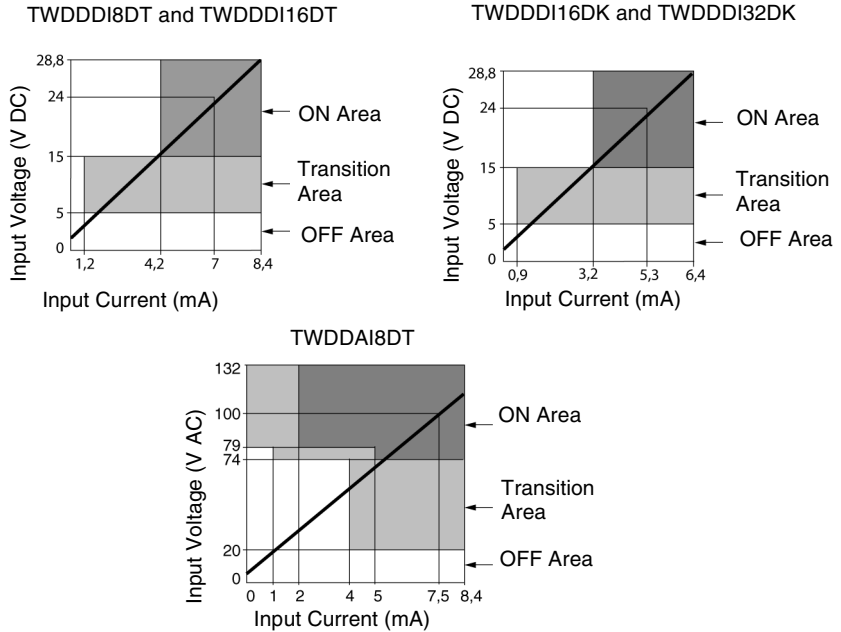 TWDDDI8DT and TWDDDI16DT
28,8
24
15
5
0
1,2 4,2 7 8,4
Input Voltage (V DC)
Input Current (mA)
ON Area
Transition
Area
OFF Area
TWDDDI16DK and TWDDDI32DK
28,8
24
15
5
0
0,9 3,2 5,3 6,4
Input Voltage (V DC)
Input Current (mA)
ON Area
Transition
Area
OFF Area
TWDDAI8DT
132
100
79
74
20
0
0 1 2 4 5 7,5 8,4
Input Voltage (V AC)
Input Current (mA)
ON Area
Transition
Area
OFF Area